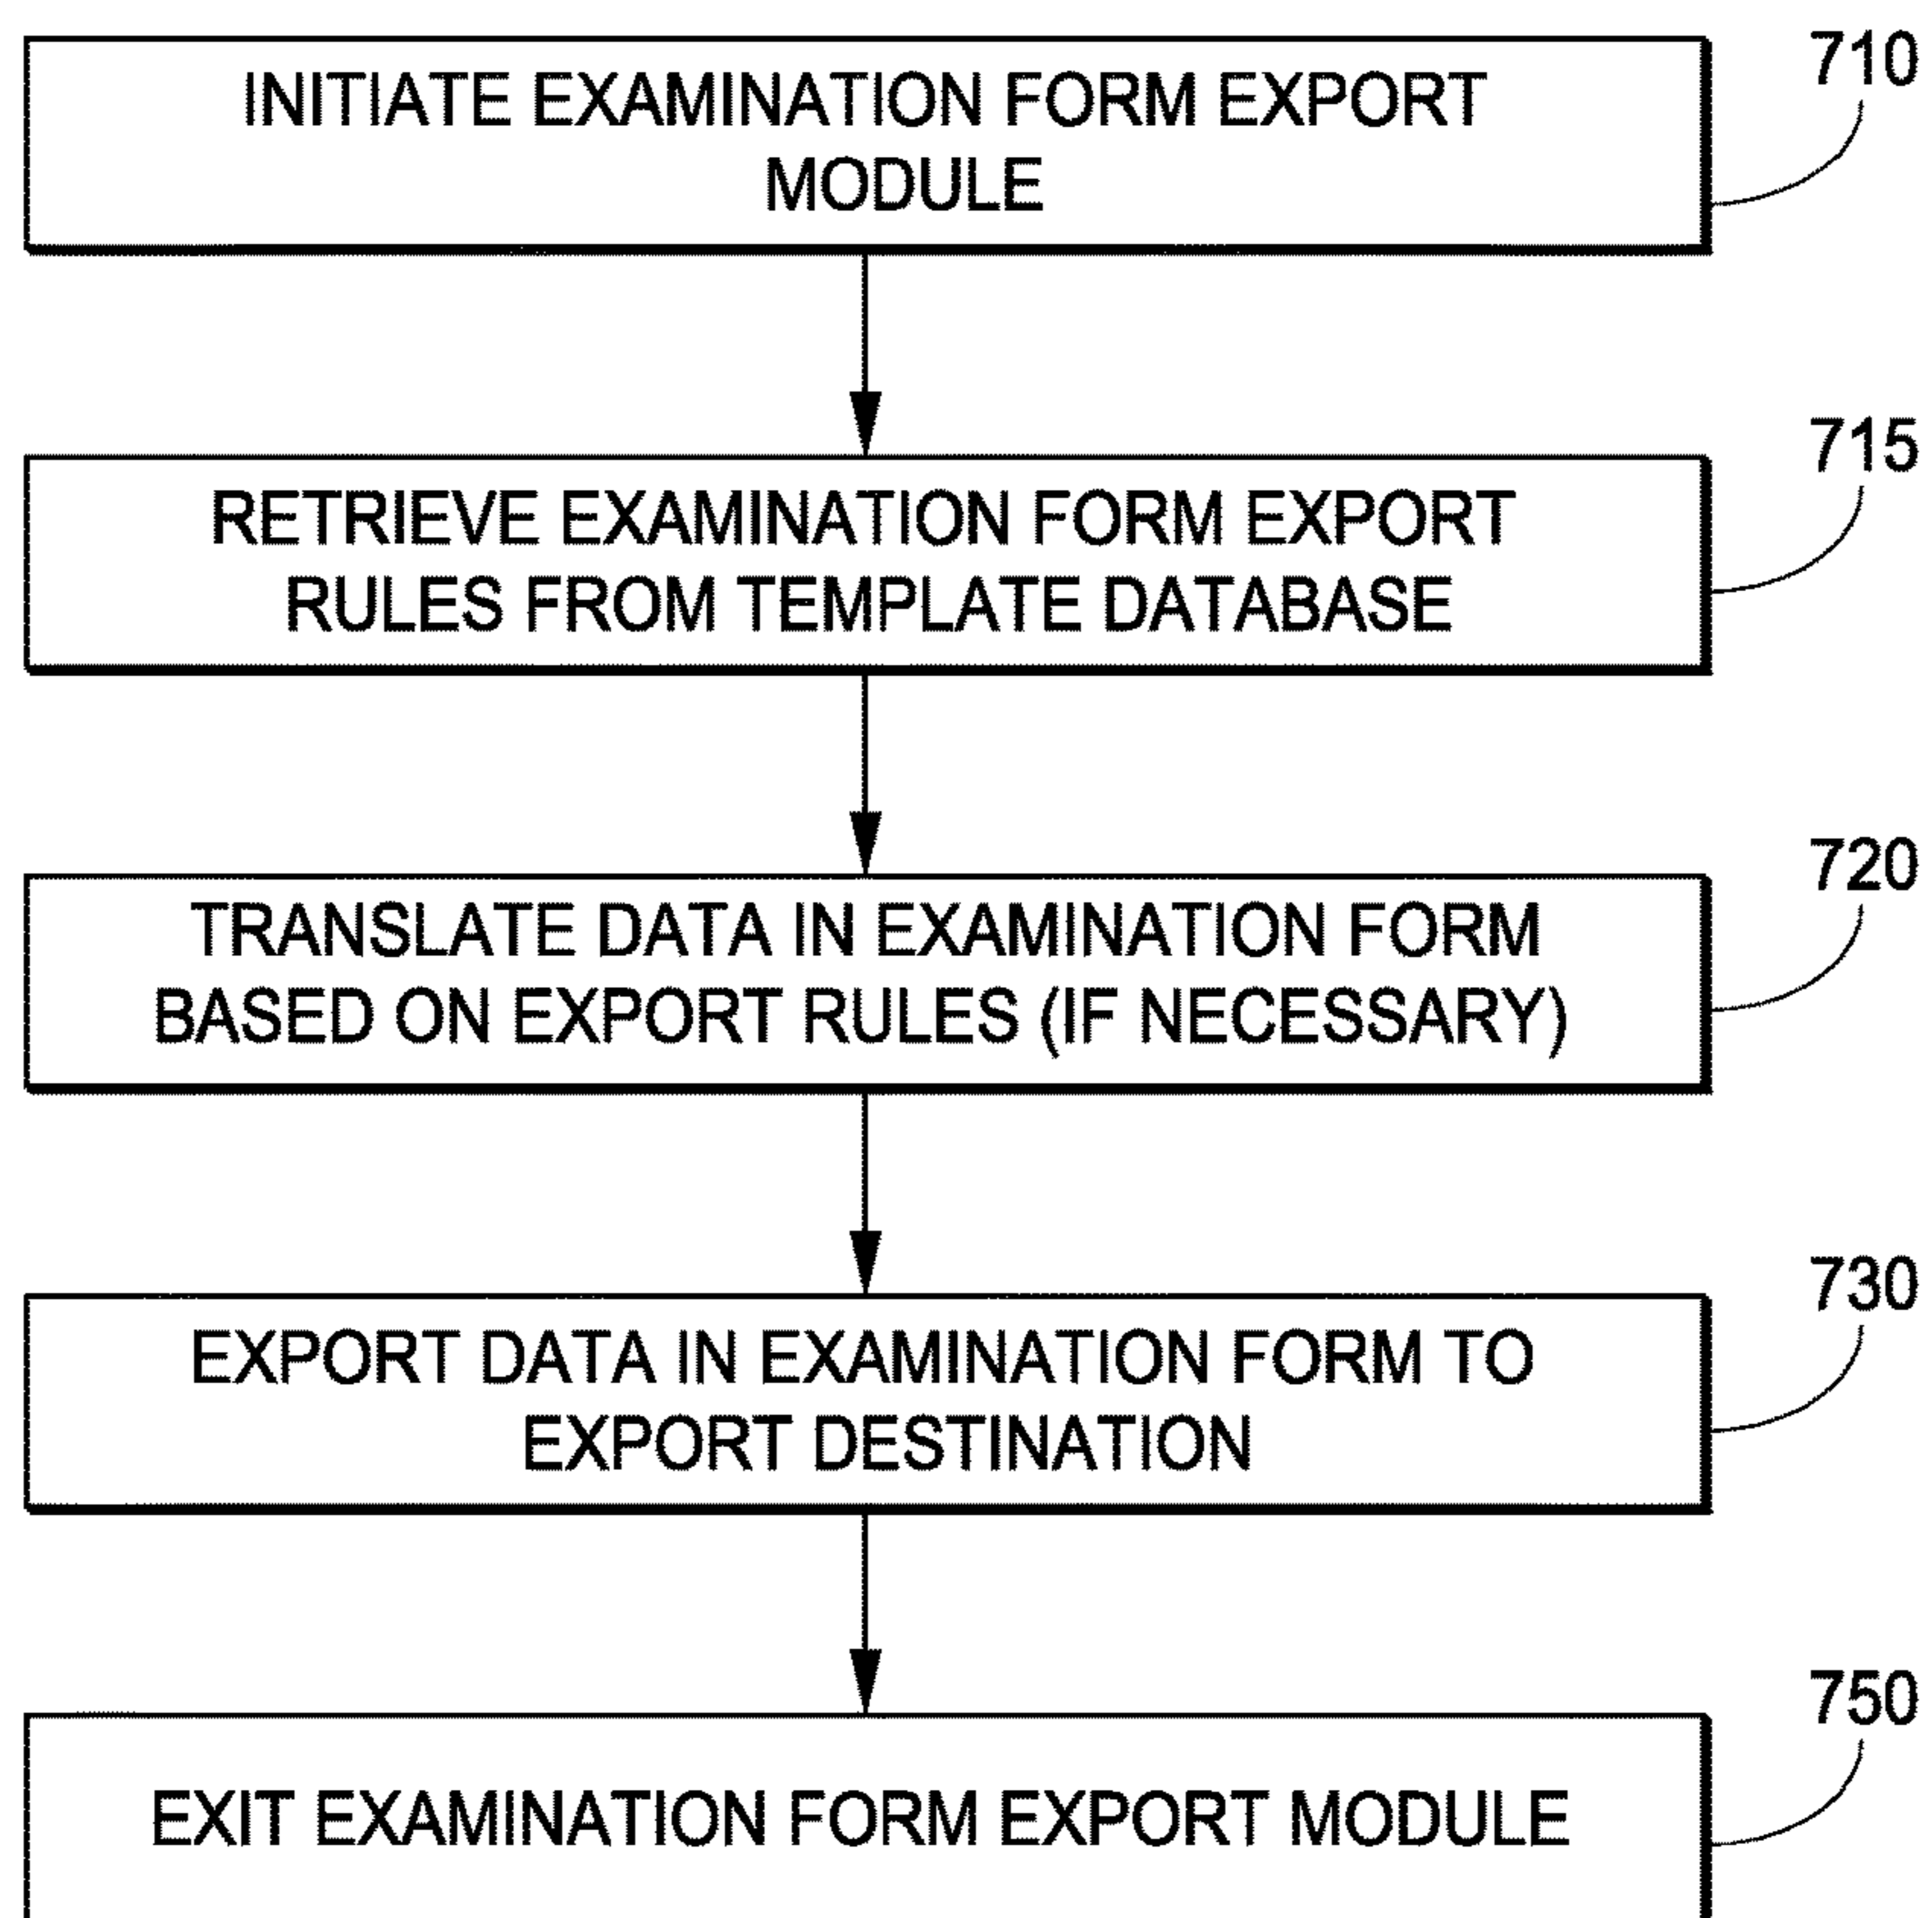 710
INITIATE EXAMINATION FORM EXPORT
MODULE
715
RETRIEVE EXAMINATION FORM EXPORT
RULES FROM TEMPLATE DATABASE
720
TRANSLATE DATA IN EXAMINATION FORM
BASED ON EXPORT RULES (IF NECESSARY)
730
EXPORT DATA IN EXAMINATION FORM TO
EXPORT DESTINATION
750
EXIT EXAMINATION FORM EXPORT MODULE